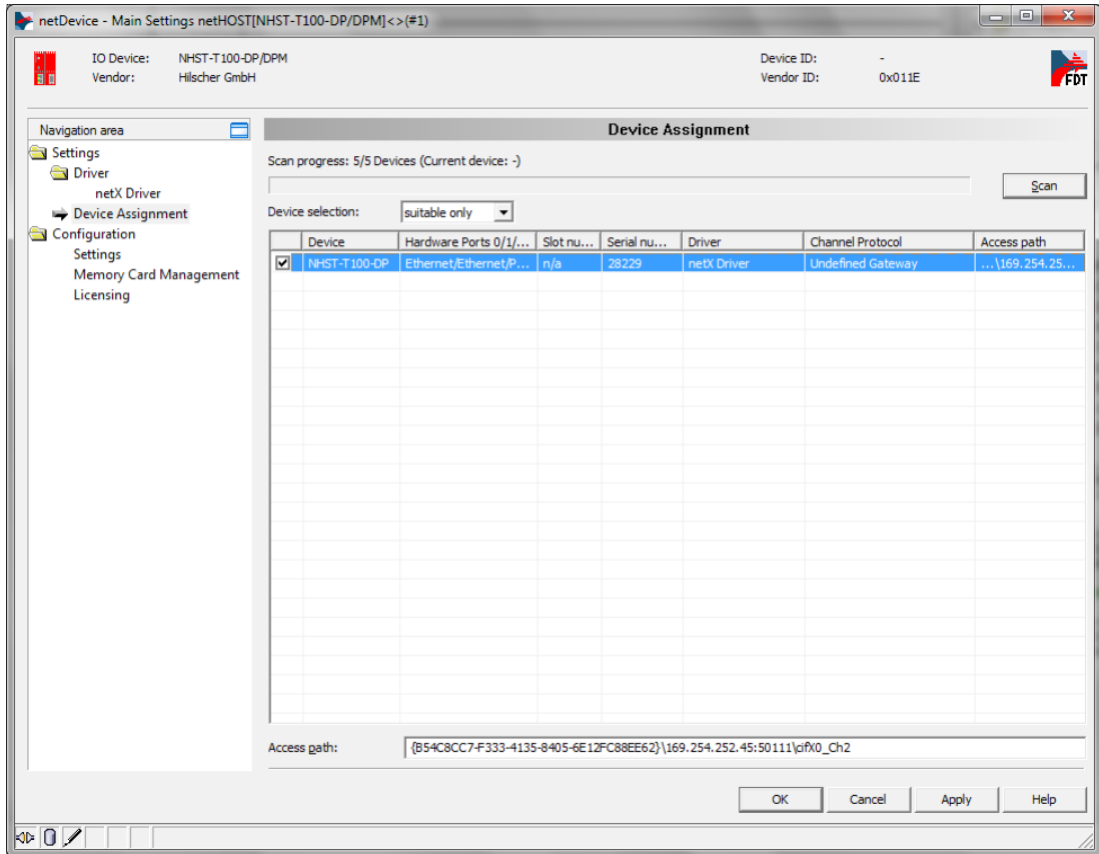 netDevice - Main Settings netHOST[NHST-T100-DP/DPM]<>(#1)
IO Device: NHST-T100-DP/DPM Device ID: -
Vendor: Hilscher GmbH Vendor ID: 0x011E
FDT
Navigation area
Settings
Driver
netX Driver
Device Assignment
Configuration
Settings
Memory Card Management
Licensing
Device Assignment
Scan progress: 5/5 Devices (Current device: -)
Scan
Device selection: suitable only
Device Hardware Ports 0/1/... Slot nu... Serial nu... Driver Channel Protocol Access path
NHST-T100-DP Ethernet/Ethernet/P... n/a 28229 netX Driver Undefined Gateway ...\169.254.25...
Access path: {B54C8CC7-F333-4135-8405-6E12FC88EE62}\169.254.252.45:50111\cifX0_Ch2
OK Cancel Apply Help